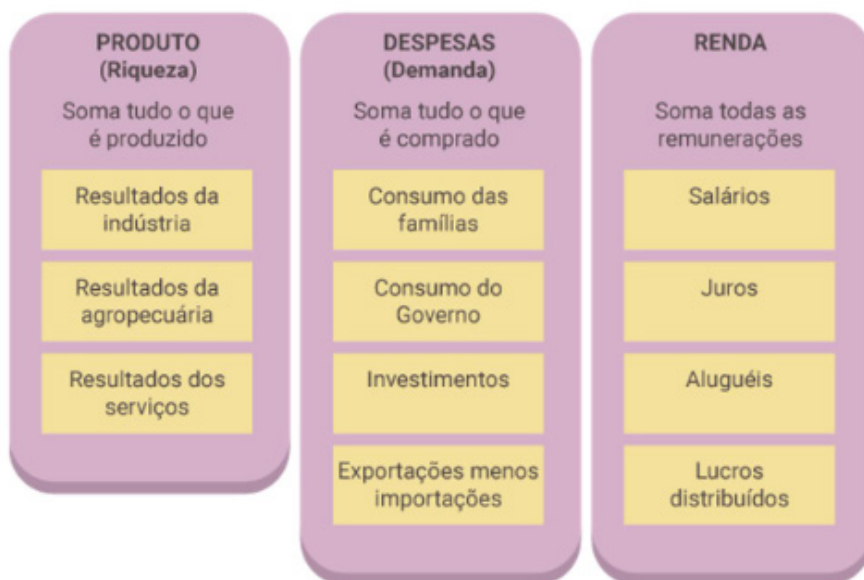 PRODUTO
(Riqueza)
Soma tudo o que
é produzido
Resultados da
indústria
Resultados da
agropecuária
Resultados dos
serviços
DESPESAS
(Demanda)
Soma tudo o que
é comprado
Consumo das
famílias
Consumo do
Governo
Investimentos
Exportações menos
importações
RENDA
Soma todas as
remunerações
Salários
Juros
Aluguéis
Lucros
distribuídos